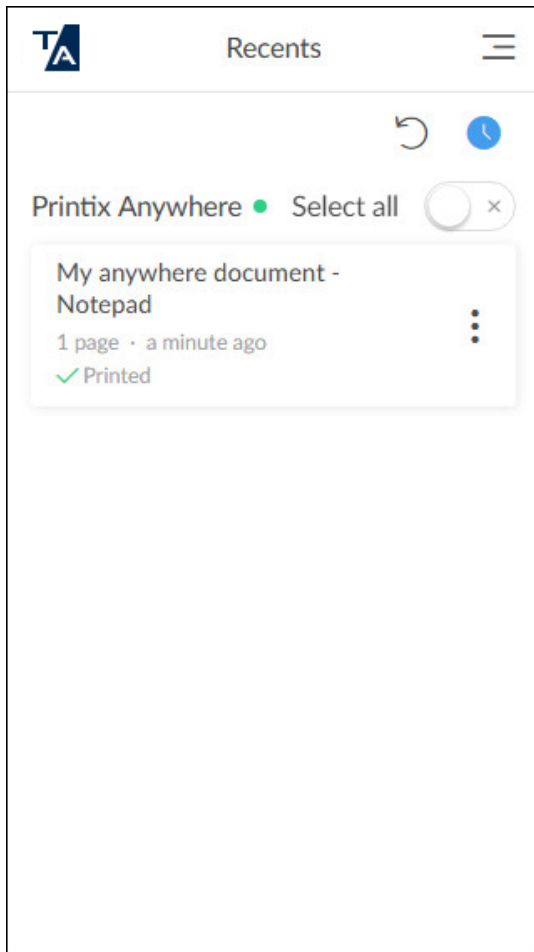 TA
Recents
Printix Anywhere • Select all
My anywhere document -
Notepad
1 page · a minute ago
Printed